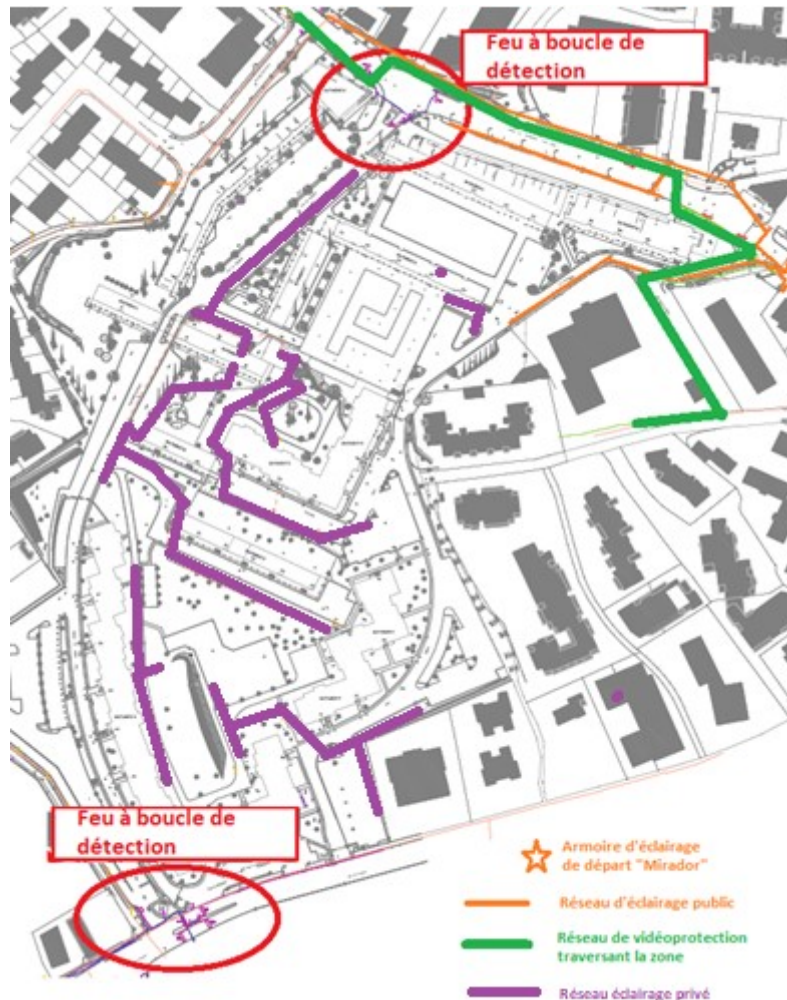 Feu à boucle de
détection
Feu à boucle de
détection
Armoire d'éclairage
de départ "Mirador"
Réseau d'éclairage public
Réseau de vidéoprotection
traversant la zone
Réseau éclairage privé